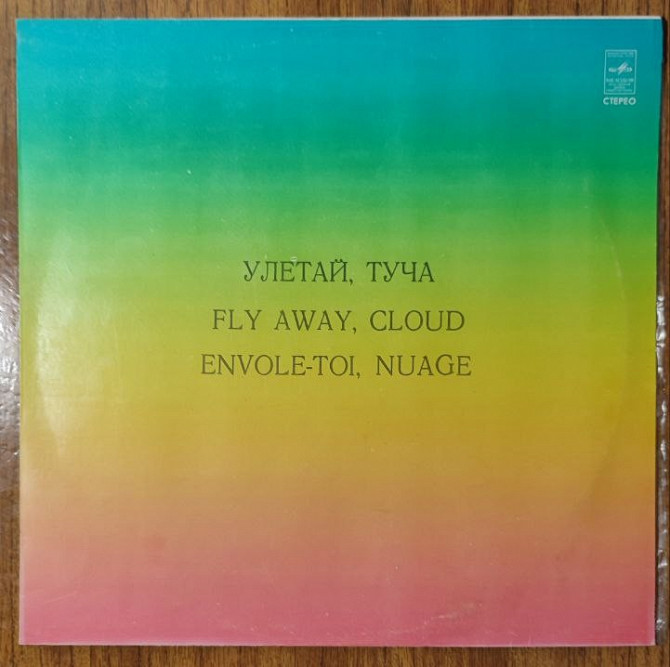 СТЕРЕО
УЛЕТАЙ, ТУЧА
FLY AWAY, CLOUD
ENVOLE-TOI, NUAGE